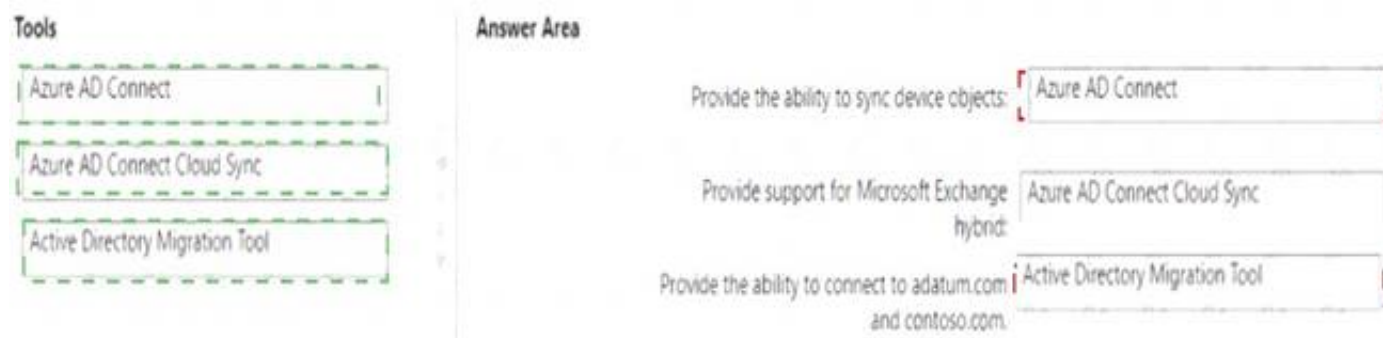 Tools
Answer Area
Azure AD Connect
Azure AD Connect Cloud Sync
Active Directory Migration Tool
Provide the ability to sync device objects:
Azure AD Connect
Provide support for Microsoft Exchange
hybrid:
Azure AD Connect Cloud Sync
Provide the ability to connect to adatum.com
and contoso.com.
Active Directory Migration Tool